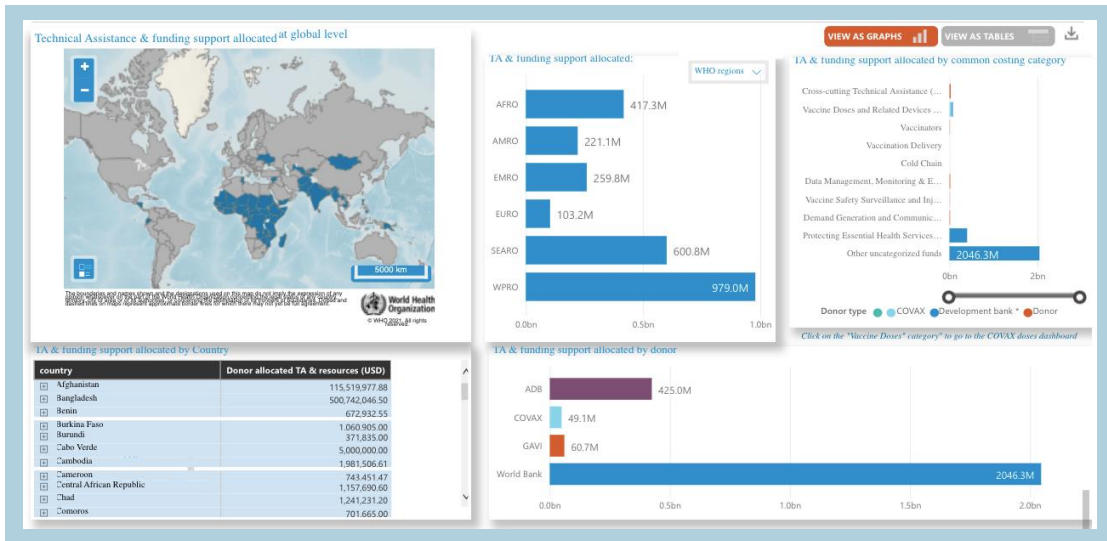 Technical Assistance & funding support allocated at global level
VIEW AS GRAPHS
VIEW AS TABLES
+
−
5000 km
World Health
Organization
© WHO 2021, All rights
reserved.
TA & funding support allocated:
WHO regions
AFRO 417.3M
AMRO 221.1M
EMRO 259.8M
EURO 103.2M
SEARO 600.8M
WPRO 979.0M
0.0bn 0.5bn 1.0bn
TA & funding support allocated by common costing category
Cross-cutting Technical Assistance (...
Vaccine Doses and Related Devices ...
Vaccinators
Vaccination Delivery
Cold Chain
Data Management, Monitoring & E...
Vaccine Safety Surveillance and Inj...
Demand Generation and Communic...
Protecting Essential Health Services...
Other uncategorized funds 2046.3M
0bn 2bn
Donor type COVAX Development bank * Donor
Click on the "Vaccine Doses" category" to go to the COVAX doses dashboard
TA & funding support allocated by Country
country Donor allocated TA & resources (USD)
Afghanistan 115,519,977.88
Bangladesh 500,742,046.50
Benin 672,932.55
Burkina Faso 1.060.905.00
Burundi 371,835.00
Cabo Verde 5,000,000.00
Cambodia 1,981,506.61
Cameroon 743.451.47
Central African Republic 1,157,690.60
Chad 1,241,231.20
Comoros 701.665.00
TA & funding support allocated by donor
ADB 425.0M
COVAX 49.1M
GAVI 60.7M
World Bank 2046.3M
0.0bn 0.5bn 1.0bn 1.5bn 2.0bn